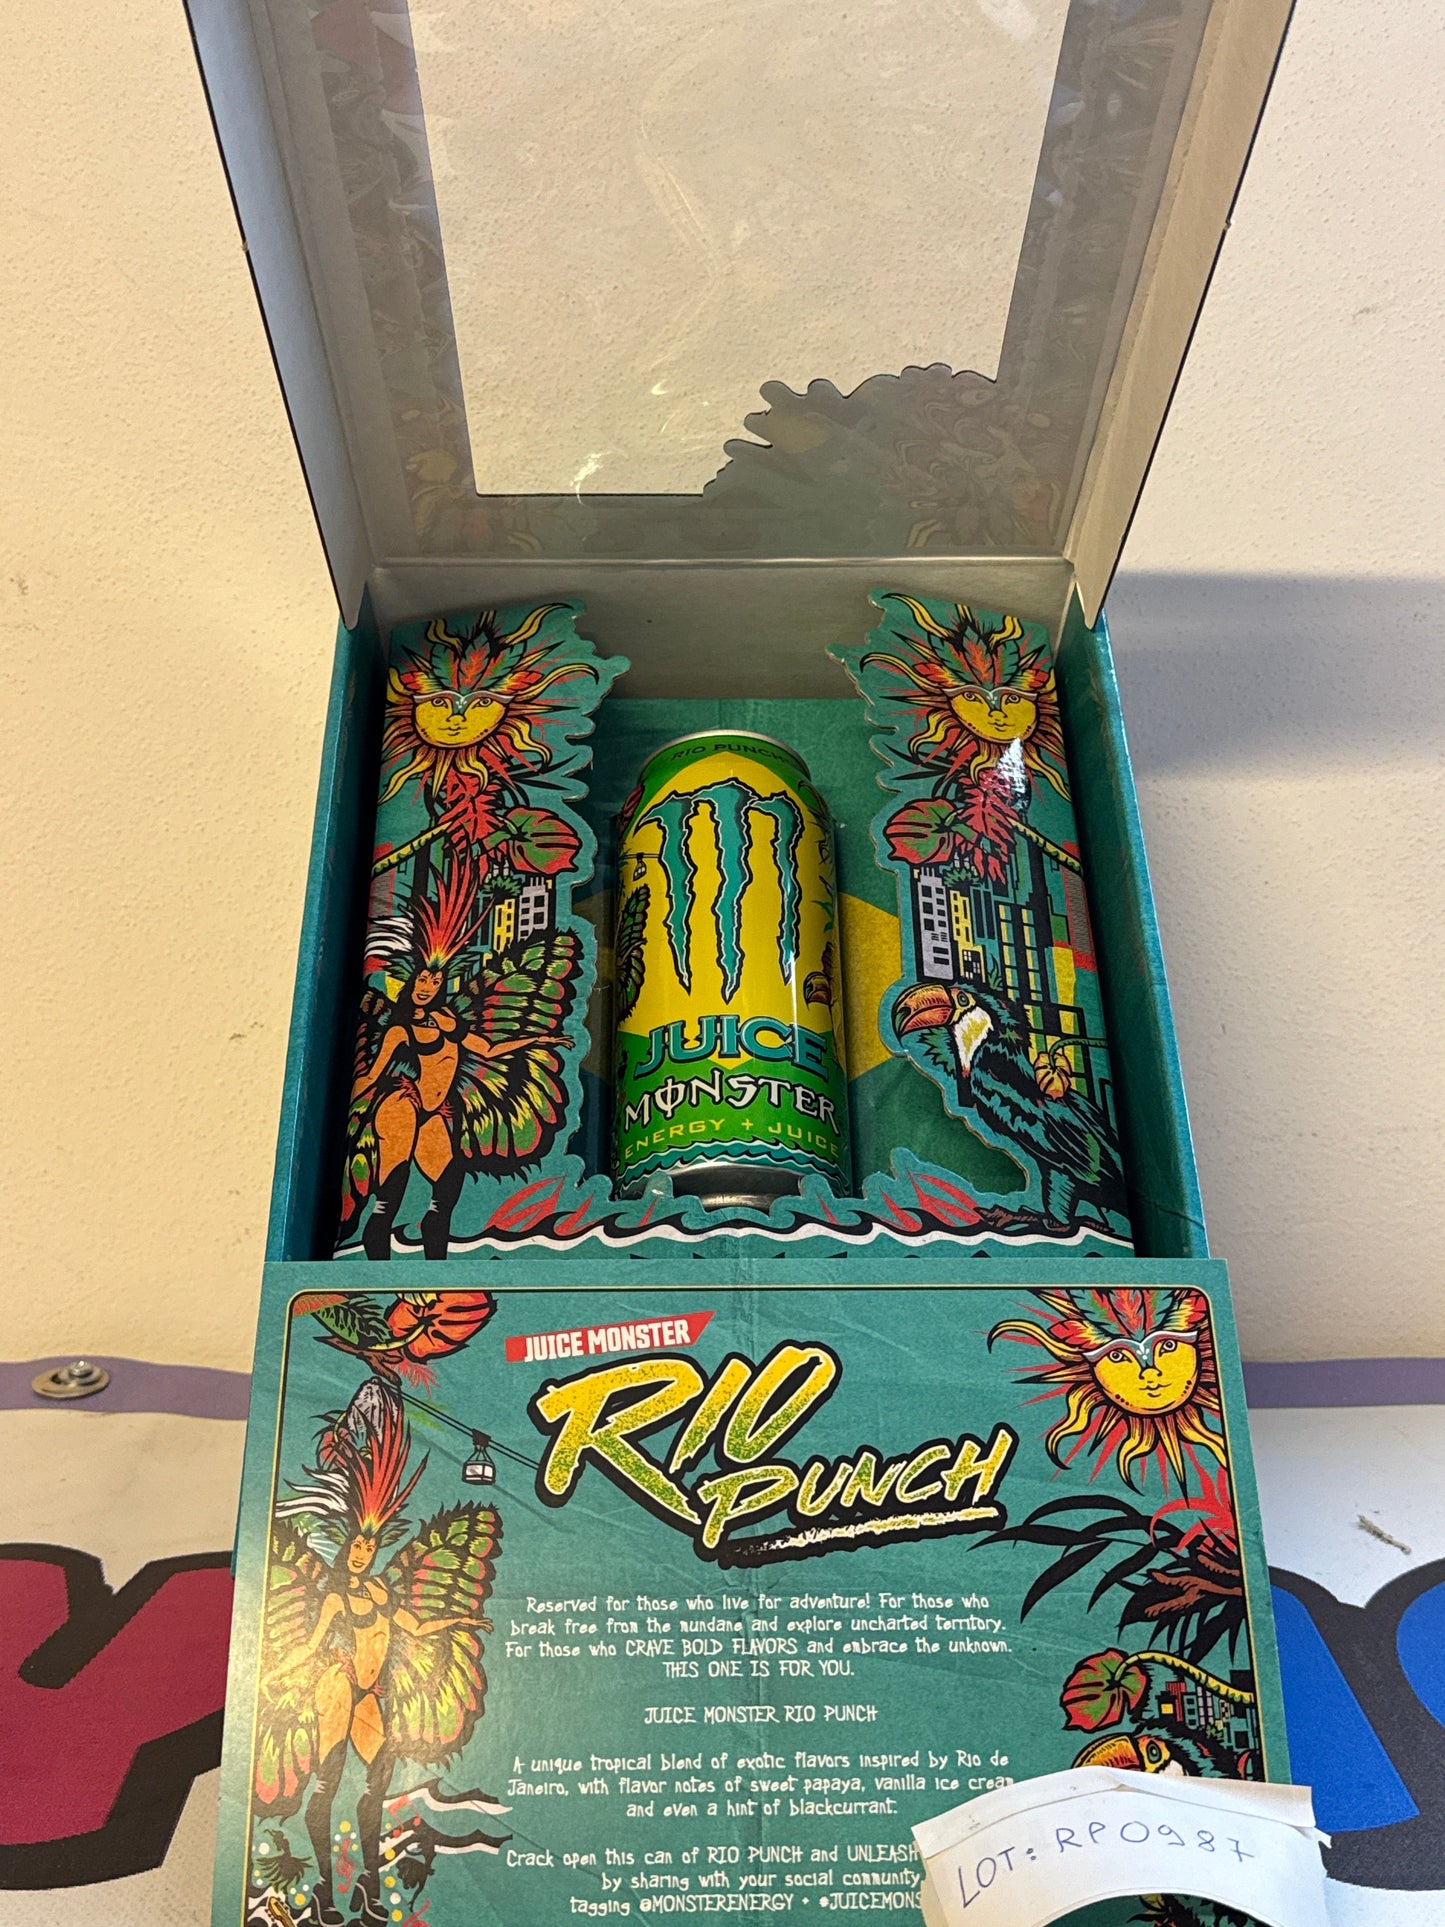 RIO PUNCH
JUICE
MONSTER
ENERGY + JUICE
JUICE MONSTER
RIO
PUNCH
Reserved for those who live for adventure! For those who
break free from the mundane and explore uncharted territory.
For those who CRAVE BOLD FLAVORS and embrace the unknown.
THIS ONE IS FOR YOU.
JUICE MONSTER RIO PUNCH
A unique tropical blend of exotic flavors inspired by Rio de
Janeiro, with flavor notes of sweet papaya, vanilla ice cream
and even a hint of blackcurrant.
Crack open this can of RIO PUNCH and UNLEASH
by sharing with your social community,
tagging @MONSTERENERGY + #JUICEMONS
LOT: RP0987